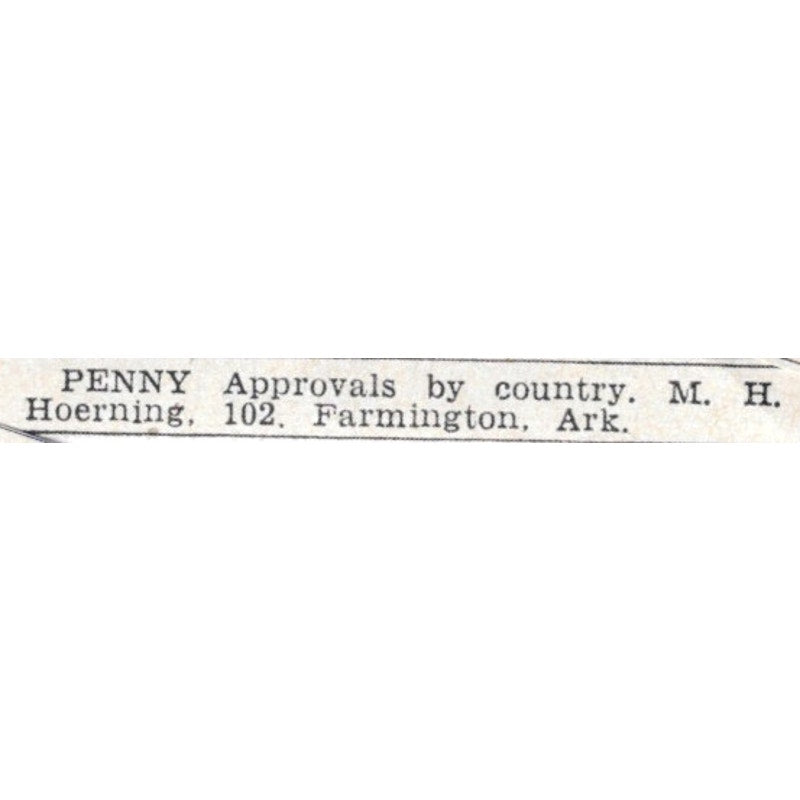 PENNY Approvals by country. M. H.
Hoerning, 102. Farmington, Ark.